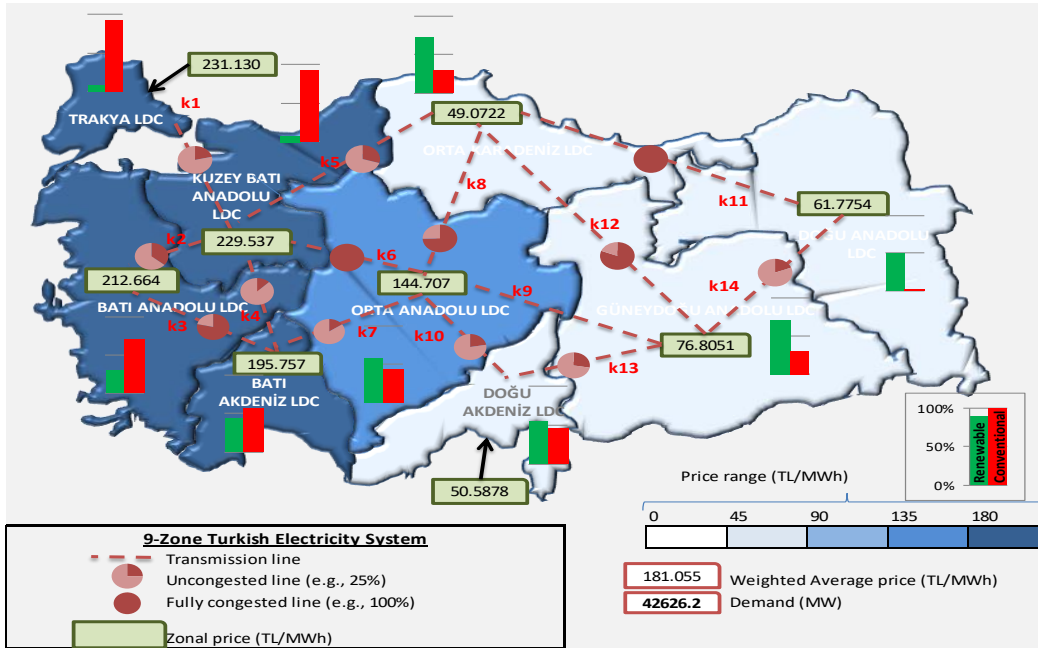 231.130
k1
TRAKYA LDC
49.0722
ORTA KARADENİZ LDC
k5
KUZEY BATI
ANADOLU
LDC
k8
k11
61.7754
DOĞU ANADOLU
LDC
k12
k2
229.537
k6
212.664
BATI ANADOLU LDC
144.707
k9
k14
ORTA ANADOLU LDC
GÜNEYDOĞU ANADOLU LDC
k3
k4
k7
k10
76.8051
195.757
k13
BATI
AKDENİZ LDC
DOĞU
AKDENİZ LDC
50.5878
100%
50%
0%
Renewable
Conventional
Price range (TL/MWh)
0 45 90 135 180
9-Zone Turkish Electricity System
Transmission line
Uncongested line (e.g., 25%)
Fully congested line (e.g., 100%)
Zonal price (TL/MWh)
181.055 Weighted Average price (TL/MWh)
42626.2 Demand (MW)